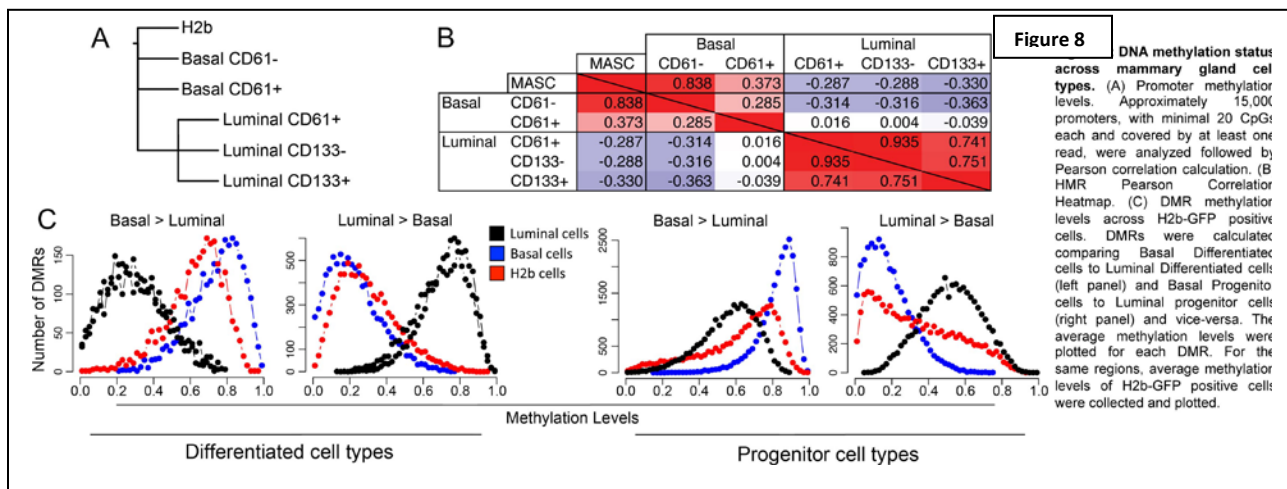 A
H2b
Basal CD61-
Basal CD61+
Luminal CD61+
Luminal CD133-
Luminal CD133+
B
Basal Luminal
MASC CD61- CD61+ CD61+ CD133- CD133+
MASC 0.838 0.373 -0.287 -0.288 -0.330
Basal CD61- 0.838 0.285 -0.314 -0.316 -0.363
CD61+ 0.373 0.285 0.016 0.004 -0.039
Luminal CD61+ -0.287 -0.314 0.016 0.935 0.741
CD133- -0.288 -0.316 0.004 0.935 0.751
CD133+ -0.330 -0.363 -0.039 0.741 0.751
Figure 8
DNA methylation status
across mammary gland cel
types. (A) Promoter methylation
levels. Approximately 15,000
promoters, with minimal 20 CpGs
each and covered by at least one
read, were analyzed followed by
Pearson correlation calculation. (B)
HMR Pearson Correlation
Heatmap. (C) DMR methylation
levels across H2b-GFP positive
cells. DMRs were calculated
comparing Basal Differentiated
cells to Luminal Differentiated cells
(left panel) and Basal Progenito
cells to Luminal progenitor cells
(right panel) and vice-versa. The
average methylation levels were
plotted for each DMR. For the
same regions, average methylation
levels of H2b-GFP positive cells
were collected and plotted.
C
Basal > Luminal
Luminal > Basal
Luminal cells
Basal cells
H2b cells
Basal > Luminal
Luminal > Basal
Number of DMRs
0 50 100 150
0 100 300 500
0 500 1500 2500
0 200 400 600 800
0.0 0.2 0.4 0.6 0.8 1.0
0.0 0.2 0.4 0.6 0.8 1.0
0.0 0.2 0.4 0.6 0.8 1.0
0.0 0.2 0.4 0.6 0.8 1.0
Methylation Levels
Differentiated cell types
Progenitor cell types